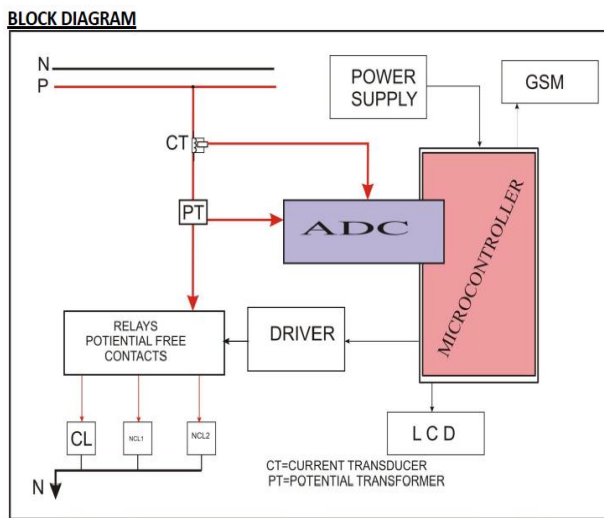 BLOCK DIAGRAM
N
P
POWER
SUPPLY
GSM
CT
PT
ADC
MICROCONTROLLER
RELAYS
POTIENTIAL FREE
CONTACTS
DRIVER
CL
NCL1
NCL2
LCD
N
CT=CURRENT TRANSDUCER
PT=POTENTIAL TRANSFORMER